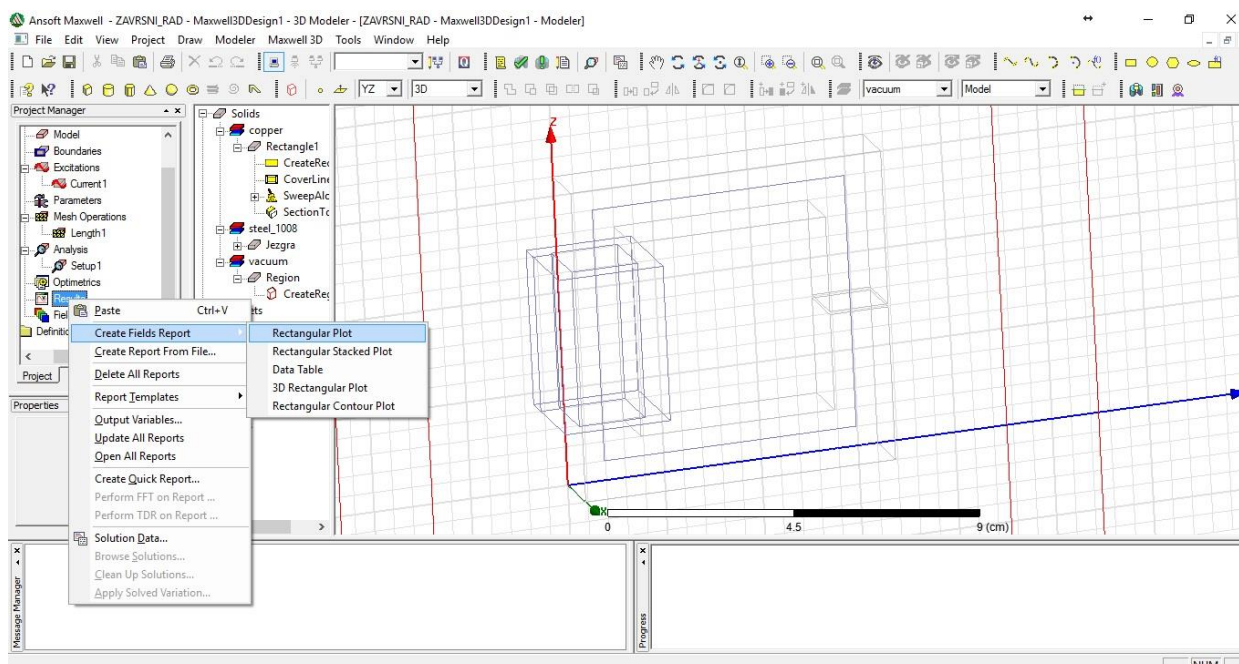 Ansoft Maxwell - ZAVRSNI_RAD - Maxwell3DDesign1 - 3D Modeler - [ZAVRSNI_RAD - Maxwell3DDesign1 - Modeler]
File Edit View Project Draw Modeler Maxwell 3D Tools Window Help
YZ 3D vacuum Model
Project Manager
Model
Boundaries
Excitations
Current1
Parameters
Mesh Operations
Length1
Analysis
Setup1
Optimetrics
Results
Fiel
Definitio
Project
Properties
Solids
copper
Rectangle1
CreateRec
CoverLine
SweepAlc
SectionTo
steel_1008
Jezgra
vacuum
Region
CreateReg
ets
Paste Ctrl+V
Create Fields Report
Create Report From File...
Delete All Reports
Report Templates
Output Variables...
Update All Reports
Open All Reports
Create Quick Report...
Perform FFT on Report ...
Perform TDR on Report ...
Solution Data...
Browse Solutions...
Clean Up Solutions...
Apply Solved Variation...
Rectangular Plot
Rectangular Stacked Plot
Data Table
3D Rectangular Plot
Rectangular Contour Plot
Z
X
0 4.5 9 (cm)
Message Manager
Progress
NUM